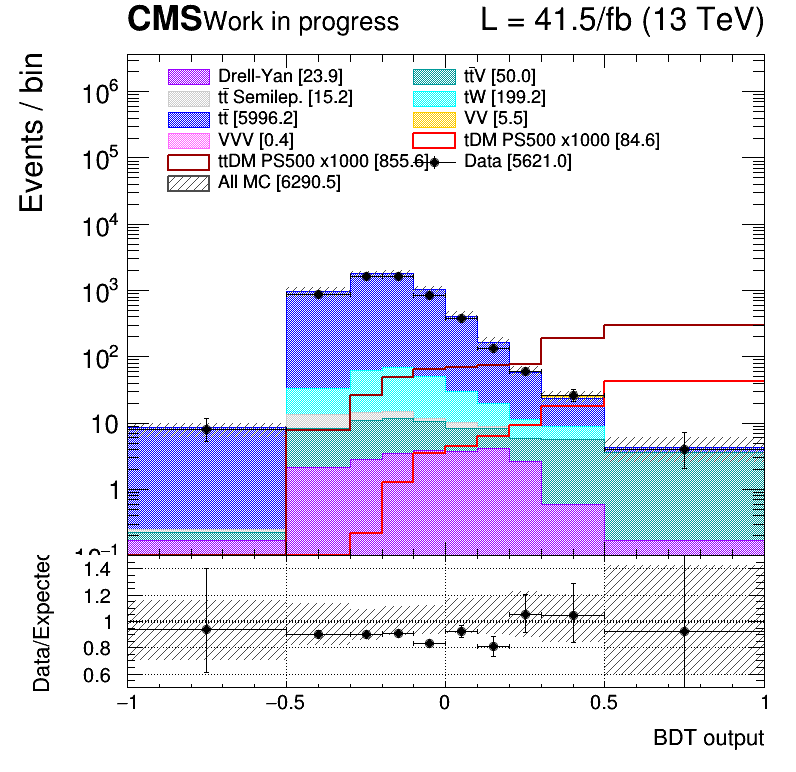 CMS Work in progress L = 41.5/fb (13 TeV)
Events / bin
Drell-Yan [23.9] tt̄V [50.0]
tt̄ Semilep. [15.2] tW [199.2]
tt̄ [5996.2] VV [5.5]
VVV [0.4] tDM PS500 x1000 [84.6]
ttDM PS500 x1000 [855.6] Data [5621.0]
All MC [6290.5]
10⁶
10⁵
10⁴
10³
10²
10
1
10⁻¹
Data/Expected
1.4
1.2
1
0.8
0.6
−1 −0.5 0 0.5 1
BDT output